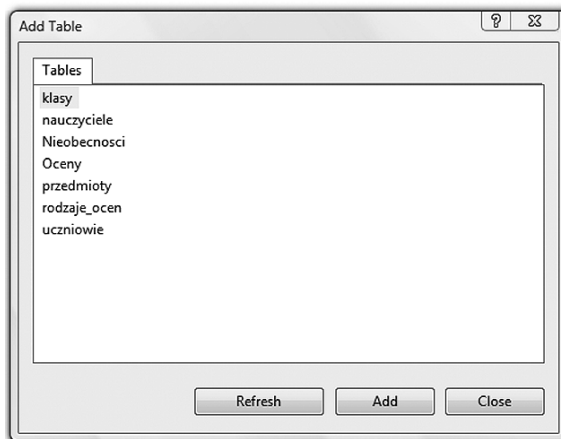 Add Table
Tables
klasy
nauczyciele
Nieobecnosci
Oceny
przedmioty
rodzaje_ocen
uczniowie
Refresh Add Close